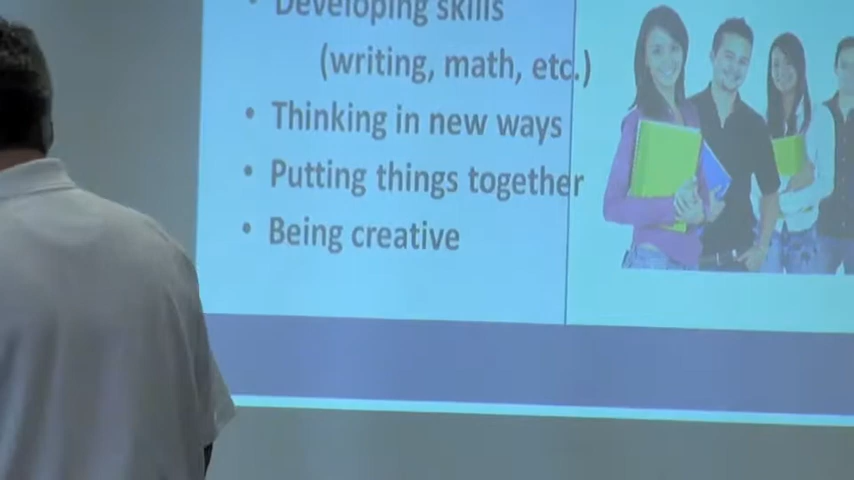 • Developing skills
(writing, math, etc.)
• Thinking in new ways
• Putting things together
• Being creative